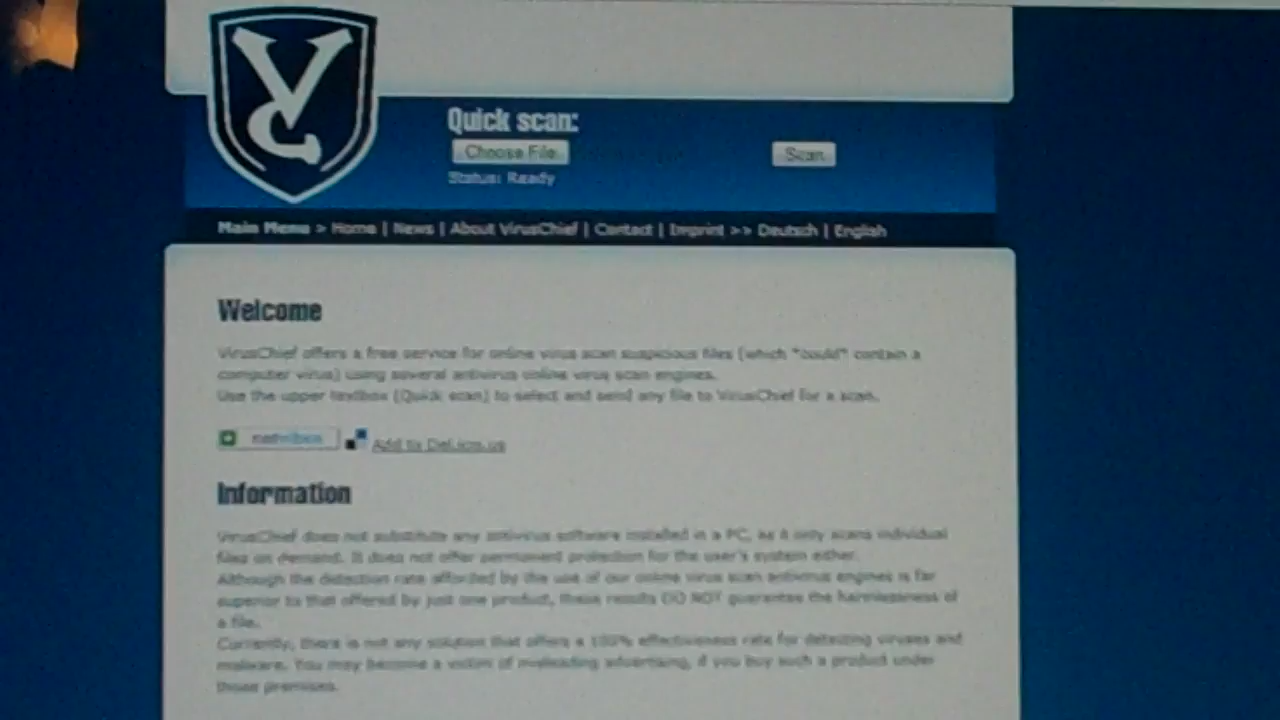 VC
Quick scan:
Choose File
Scan
Status: Ready
Main Menu > Home | News | About VirusChief | Contact | Imprint >> Deutsch | English
Welcome
VirusChief offers a free service for online virus scan suspicious files (which "could" contain a
computer virus) using several antivirus online virus scan engines.
Use the upper textbox (Quick scan) to select and send any file to VirusChief for a scan.
netvibes Add to Del.icio.us
Information
VirusChief does not substitute any antivirus software installed in a PC, as it only scans individual
files on demand. It does not offer permanent protection for the user's system either.
Although the detection rate afforded by the use of our online virus scan antivirus engines is far
superior to that offered by just one product, these results DO NOT guarantee the harmlessness of
a file.
Currently, there is not any solution that offers a 100% effectiveness rate for detecting viruses and
malware. You may become a victim of misleading advertising, if you buy such a product under
those premises.